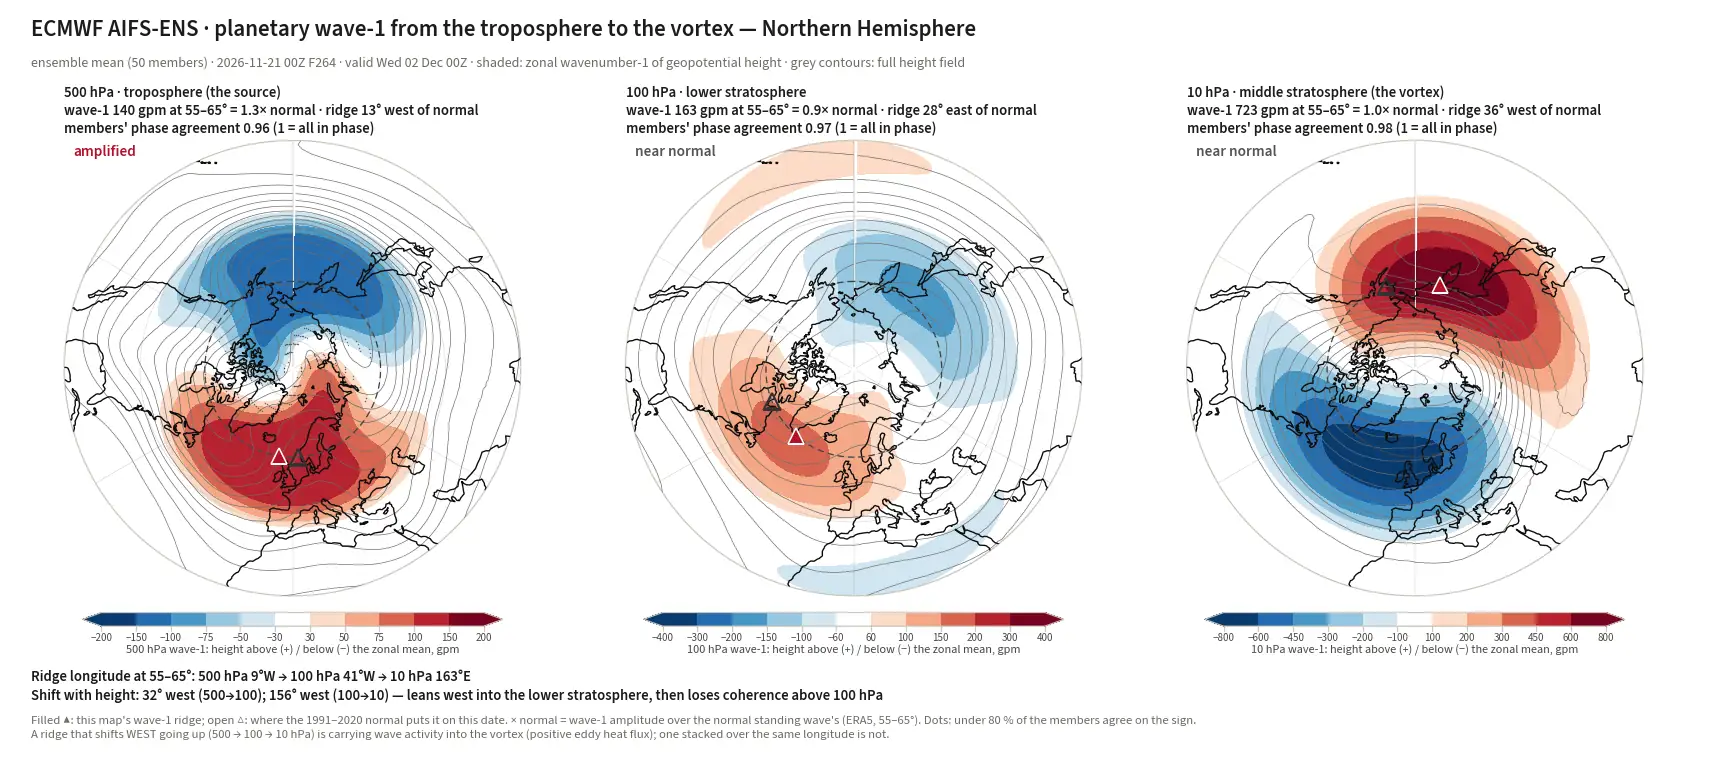 ECMWF AIFS-ENS · planetary wave-1 from the troposphere to the vortex — Northern Hemisphere
ensemble mean (50 members) · 2026-11-21 00Z F264 · valid Wed 02 Dec 00Z · shaded: zonal wavenumber-1 of geopotential height · grey contours: full height field
500 hPa · troposphere (the source)
wave-1 140 gpm at 55–65° = 1.3× normal · ridge 13° west of normal
members' phase agreement 0.96 (1 = all in phase)
amplified
100 hPa · lower stratosphere
wave-1 163 gpm at 55–65° = 0.9× normal · ridge 28° east of normal
members' phase agreement 0.97 (1 = all in phase)
near normal
10 hPa · middle stratosphere (the vortex)
wave-1 723 gpm at 55–65° = 1.0× normal · ridge 36° west of normal
members' phase agreement 0.98 (1 = all in phase)
near normal
−200 −150 −100 −75 −50 −30 30 50 75 100 150 200
500 hPa wave-1: height above (+) / below (−) the zonal mean, gpm
−400 −300 −200 −150 −100 −60 60 100 150 200 300 400
100 hPa wave-1: height above (+) / below (−) the zonal mean, gpm
−800 −600 −450 −300 −200 −100 100 200 300 450 600 800
10 hPa wave-1: height above (+) / below (−) the zonal mean, gpm
Ridge longitude at 55–65°: 500 hPa 9°W → 100 hPa 41°W → 10 hPa 163°E
Shift with height: 32° west (500→100); 156° west (100→10) — leans west into the lower stratosphere, then loses coherence above 100 hPa
Filled ▲: this map's wave-1 ridge; open △: where the 1991–2020 normal puts it on this date. × normal = wave-1 amplitude over the normal standing wave's (ERA5, 55–65°). Dots: under 80 % of the members agree on the sign.
A ridge that shifts WEST going up (500 → 100 → 10 hPa) is carrying wave activity into the vortex (positive eddy heat flux); one stacked over the same longitude is not.